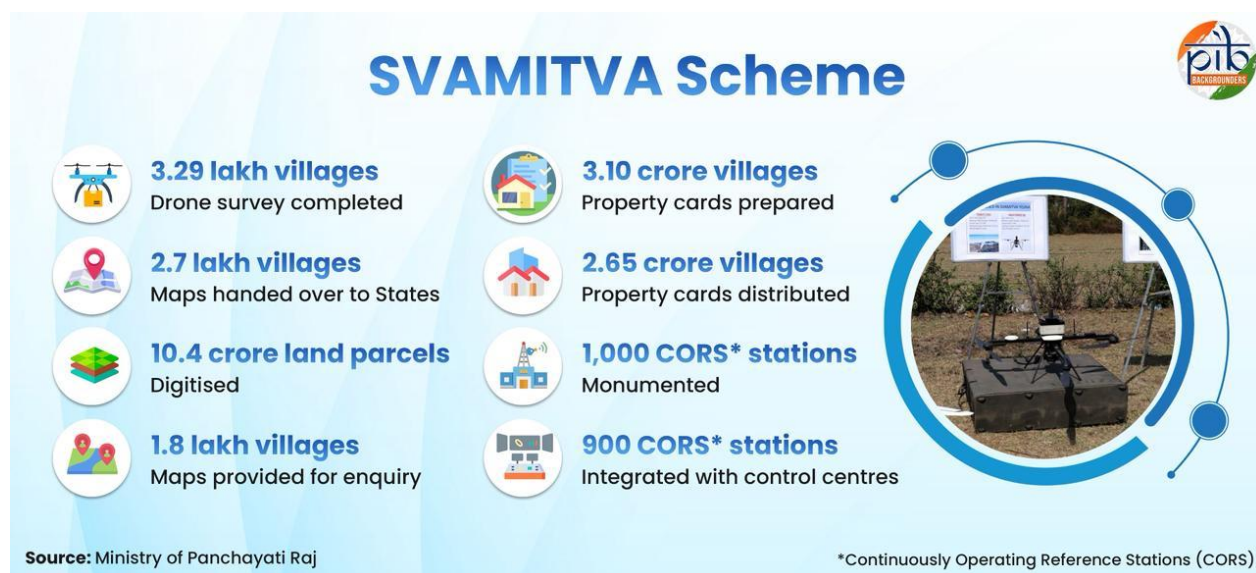 SVAMITVA Scheme
pib
BACKGROUNDERS
3.29 lakh villages
Drone survey completed
2.7 lakh villages
Maps handed over to States
10.4 crore land parcels
Digitised
1.8 lakh villages
Maps provided for enquiry
3.10 crore villages
Property cards prepared
2.65 crore villages
Property cards distributed
1,000 CORS* stations
Monumented
900 CORS* stations
Integrated with control centres
Source: Ministry of Panchayati Raj
*Continuously Operating Reference Stations (CORS)